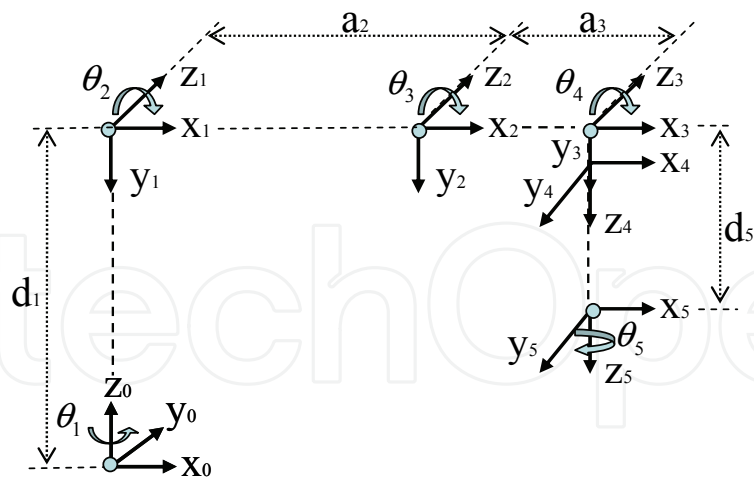 a₂ a₃
θ₂ z₁ θ₃ z₂ θ₄ z₃
x₁ x₂ x₃
y₁ y₂ y₃ x₄
y₄ z₄
d₁ d₅
x₅
y₅ θ₅
z₅
z₀
θ₁ y₀
x₀
techOpe